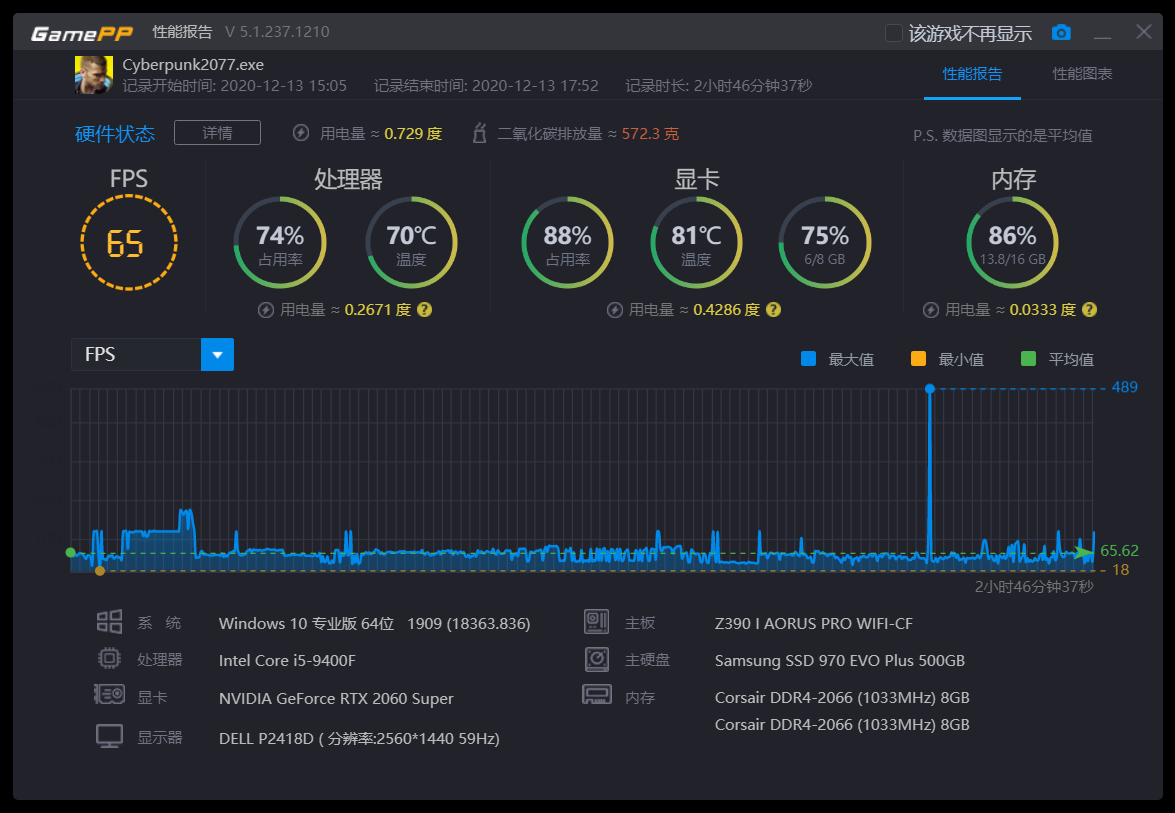 GamePP 性能报告 V 5.1.237.1210 该游戏不再显示
Cyberpunk2077.exe
记录开始时间: 2020-12-13 15:05 记录结束时间: 2020-12-13 17:52 记录时长: 2小时46分钟37秒
性能报告 性能图表
硬件状态 详情 用电量 ≈ 0.729 度 二氧化碳排放量 ≈ 572.3 克 P.S. 数据图显示的是平均值
FPS 处理器 显卡 内存
65 74% 70℃ 88% 81℃ 75% 86%
占用率 温度 占用率 温度 6/8 GB 13.8/16 GB
用电量 ≈ 0.2671 度 ? 用电量 ≈ 0.4286 度 ? 用电量 ≈ 0.0333 度 ?
FPS 最大值 最小值 平均值
489
65.62
18
2小时46分钟37秒
系 统 Windows 10 专业版 64位 1909 (18363.836)
主板 Z390 I AORUS PRO WIFI-CF
处理器 Intel Core i5-9400F
主硬盘 Samsung SSD 970 EVO Plus 500GB
显卡 NVIDIA GeForce RTX 2060 Super
内存 Corsair DDR4-2066 (1033MHz) 8GB
Corsair DDR4-2066 (1033MHz) 8GB
显示器 DELL P2418D ( 分辨率:2560*1440 59Hz)